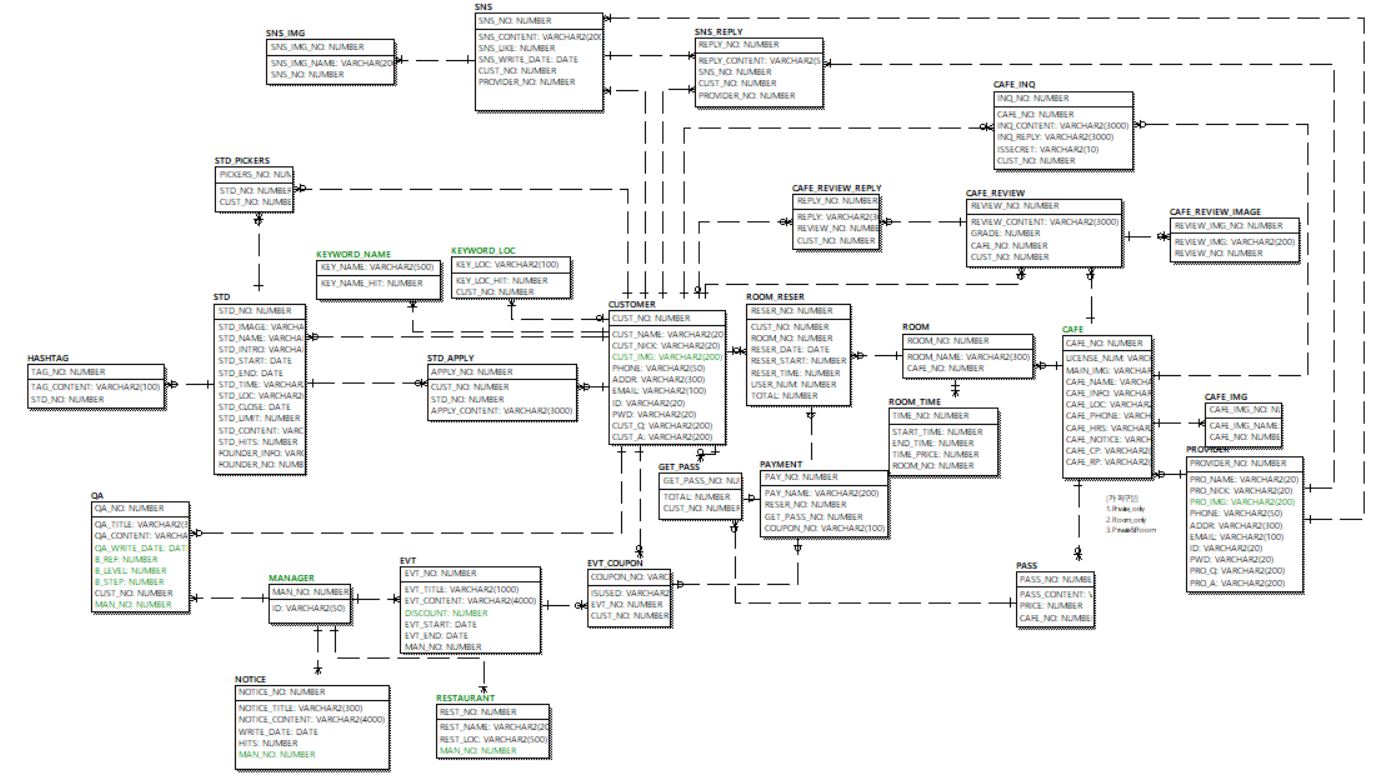 SNS
SNS_NO: NUMBER
SNS_CONTENT: VARCHAR2(200
SNS_LIKE: NUMBER
SNS_WRITE_DATE: DATE
CUST_NO: NUMBER
PROVIDER_NO: NUMBER
SNS_IMG
SNS_IMG_NO: NUMBER
SNS_IMG_NAME: VARCHAR(20
SNS_NO: NUMBER
SNS_REPLY
REPLY_NO: NUMBER
REPLY_CONTENT: VARCHAR2(5
SNS_NO: NUMBER
CUST_NO: NUMBER
PROVIDER_NO: NUMBER
CAFE_INQ
INQ_NO: NUMBER
CAFE_NO: NUMBER
INQ_CONTENT: VARCHAR2(3000)
INQ_REPLY: VARCHAR2(3000)
ISSECRET: VARCHAR2(10)
CUST_NO: NUMBER
STD_PICKERS
PICKERS_NO: NUM
STD_NO: NUMBER
CUST_NO: NUMBE
CAFE_REVIEW_REPLY
REPLY_NO: NUMBER
REPLY: VARCHAR2(30
REVIEW_NO: NUMBE
CUST_NO: NUMBER
CAFE_REVIEW
REVIEW_NO: NUMBER
REVIEW_CONTENT: VARCHAR2(3000)
GRADE: NUMBER
CAFE_NO: NUMBER
CUST_NO: NUMBER
CAFE_REVIEW_IMAGE
REVIEW_IMG_NO: NUMBER
REVIEW_IMG: VARCHAR2(200)
REVIEW_NO: NUMBER
KEYWORD_NAME
KEY_NAME: VARCHAR2(500)
KEY_NAME_HIT: NUMBER
KEYWORD_LOC
KEY_LOC: VARCHAR2(100)
KEY_LOC_HIT: NUMBER
CUST_NO: NUMBER
STD
STD_NO: NUMBER
STD_IMAGE: VARCHA
STD_NAME: VARCHA
STD_INTRO: VARCHA
STD_START: DATE
STD_END: DATE
STD_TIME: VARCHAR
STD_LOC: VARCHAR2(
STD_CLOSE: DATE
STD_LIMIT: NUMBER
STD_CONTENT: VARC
STD_HITS: NUMBER
FOUNDER_INFO: VARC
FOUNDER_NO: NUMB
HASHTAG
TAG_NO: NUMBER
TAG_CONTENT: VARCHAR2(100)
STD_NO: NUMBER
STD_APPLY
APPLY_NO: NUMBER
CUST_NO: NUMBER
STD_NO: NUMBER
APPLY_CONTENT: VARCHAR2(3000)
CUSTOMER
CUST_NO: NUMBER
CUST_NAME: VARCHAR2(20
CUST_NICK: VARCHAR2(20)
CUST_IMG: VARCHAR2(200)
PHONE: VARCHAR2(50)
ADDR: VARCHAR2(300)
EMAIL: VARCHAR2(100)
ID: VARCHAR2(20)
PWD: VARCHAR2(20)
CUST_Q: VARCHAR2(200)
CUST_A: VARCHAR2(200)
ROOM_RESER
RESER_NO: NUMBER
CUST_NO: NUMBER
ROOM_NO: NUMBER
RESER_DATE: DATE
RESER_START: NUMBER
RESER_TIME: NUMBER
USER_NUM: NUMBER
TOTAL: NUMBER
ROOM
ROOM_NO: NUMBER
ROOM_NAME: VARCHAR2(300)
CAFE_NO: NUMBER
ROOM_TIME
TIME_NO: NUMBER
START_TIME: NUMBER
END_TIME: NUMBER
TIME_PRICE: NUMBER
ROOM_NO: NUMBER
CAFE
CAFE_NO: NUMBER
LICENSE_NUM: VARC
MAIN_IMG: VARCHAR
CAFE_NAME: VARCHA
CAFE_INFO: VARCHAR
CAFE_LOC: VARCHAR2
CAFE_PHONE: VARCH
CAFE_HRS: VARCHAR
CAFE_NOTICE: VARCH
CAFE_CP: VARCHAR2(
CAFE_RP: VARCHAR2(
CAFE_IMG
CAFE_IMG_NO: NU
CAFE_IMG_NAME
CAFE_NO: NUMBE
PROVIDER
PROVIDER_NO: NUMBER
PRO_NAME: VARCHAR2(20)
PRO_NICK: VARCHAR2(20)
PRO_IMG: VARCHAR2(200)
PHONE: VARCHAR2(50)
ADDR: VARCHAR2(300)
EMAIL: VARCHAR2(100)
ID: VARCHAR2(20)
PWD: VARCHAR2(20)
PRO_Q: VARCHAR2(200)
PRO_A: VARCHAR2(200)
1. Private_only
2. Room_only
3. Private&Room
GET_PASS
GET_PASS_NO: NU
TOTAL: NUMBER
CUST_NO: NUMBER
PAYMENT
PAY_NO: NUMBER
PAY_NAME: VARCHAR2(200)
RESER_NO: NUMBER
GET_PASS_NO: NUMBER
COUPON_NO: VARCHAR2(100)
QA
QA_NO: NUMBER
QA_TITLE: VARCHAR2(3
QA_CONTENT: VARCHA
QA_WRITE_DATE: DAT
B_REF: NUMBER
B_LEVEL: NUMBER
B_STEP: NUMBER
CUST_NO: NUMBER
MAN_NO: NUMBER
MANAGER
MAN_NO: NUMBER
ID: VARCHAR2(50)
EVT
EVT_NO: NUMBER
EVT_TITLE: VARCHAR2(1000)
EVT_CONTENT: VARCHAR2(4000)
DISCOUNT: NUMBER
EVT_START: DATE
EVT_END: DATE
MAN_NO: NUMBER
EVT_COUPON
COUPON_NO: VARC
ISUSED: VARCHAR2
EVT_NO: NUMBER
CUST_NO: NUMBER
PASS
PASS_NO: NUMBE
PASS_CONTENT: V
PRICE: NUMBER
CAFE_NO: NUMBE
NOTICE
NOTICE_NO: NUMBER
NOTICE_TITLE: VARCHAR2(300)
NOTICE_CONTENT: VARCHAR2(4000)
WRITE_DATE: DATE
HITS: NUMBER
MAN_NO: NUMBER
RESTAURANT
REST_NO: NUMBER
REST_NAME: VARCHAR2(20
REST_LOC: VARCHAR2(500)
MAN_NO: NUMBER